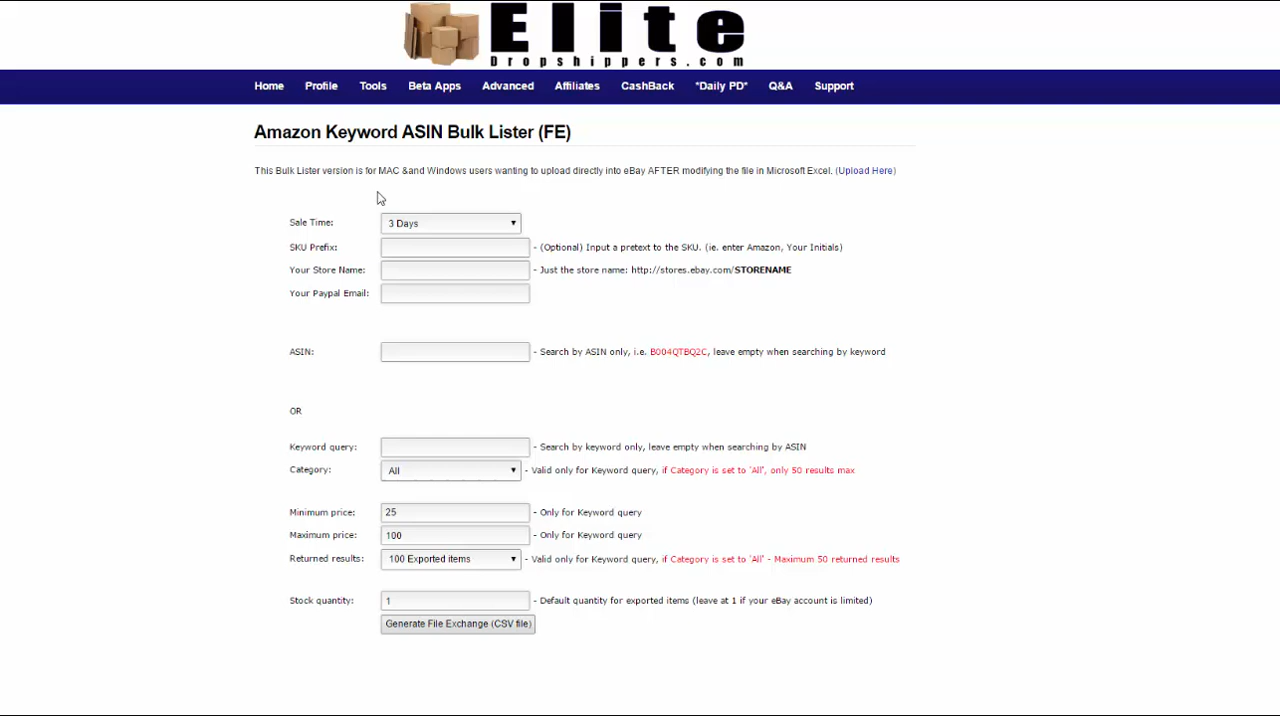 Elite
Dropshippers.com
Home Profile Tools Beta Apps Advanced Affiliates CashBack *Daily PD* Q&A Support
Amazon Keyword ASIN Bulk Lister (FE)
This Bulk Lister version is for MAC &and Windows users wanting to upload directly into eBay AFTER modifying the file in Microsoft Excel. (Upload Here)
Sale Time: 3 Days
SKU Prefix: - (Optional) Input a pretext to the SKU. (ie. enter Amazon, Your Initials)
Your Store Name: - Just the store name: http://stores.ebay.com/STORENAME
Your Paypal Email:
ASIN: - Search by ASIN only, i.e. B004QTBQ2C, leave empty when searching by keyword
OR
Keyword query: - Search by keyword only, leave empty when searching by ASIN
Category: All - Valid only for Keyword query, if Category is set to 'All', only 50 results max
Minimum price: 25 - Only for Keyword query
Maximum price: 100 - Only for Keyword query
Returned results: 100 Exported items - Valid only for Keyword query, if Category is set to 'All' - Maximum 50 returned results
Stock quantity: 1 - Default quantity for exported items (leave at 1 if your eBay account is limited)
Generate File Exchange (CSV file)